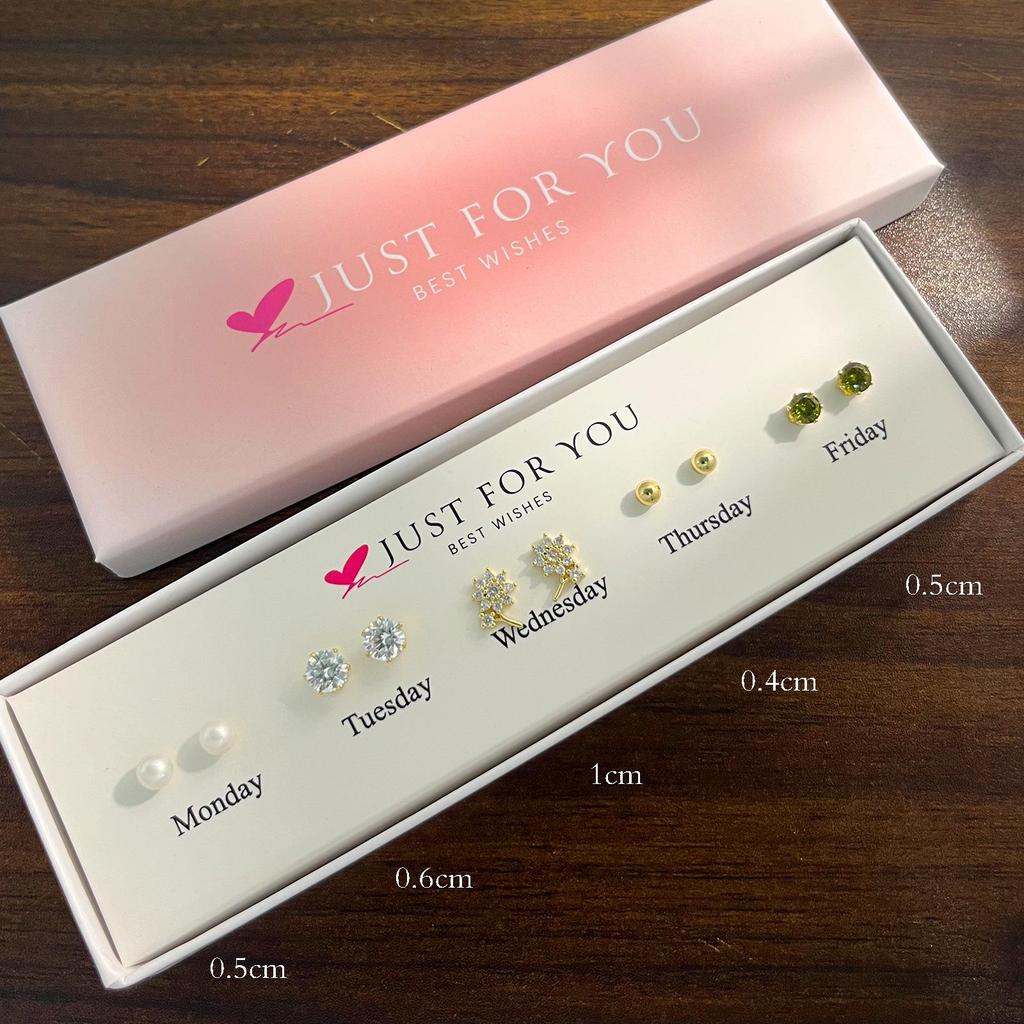 JUST FOR YOU
BEST WISHES
JUST FOR YOU
BEST WISHES
Monday
Tuesday
Wednesday
Thursday
Friday
0.5cm
0.6cm
1cm
0.4cm
0.5cm